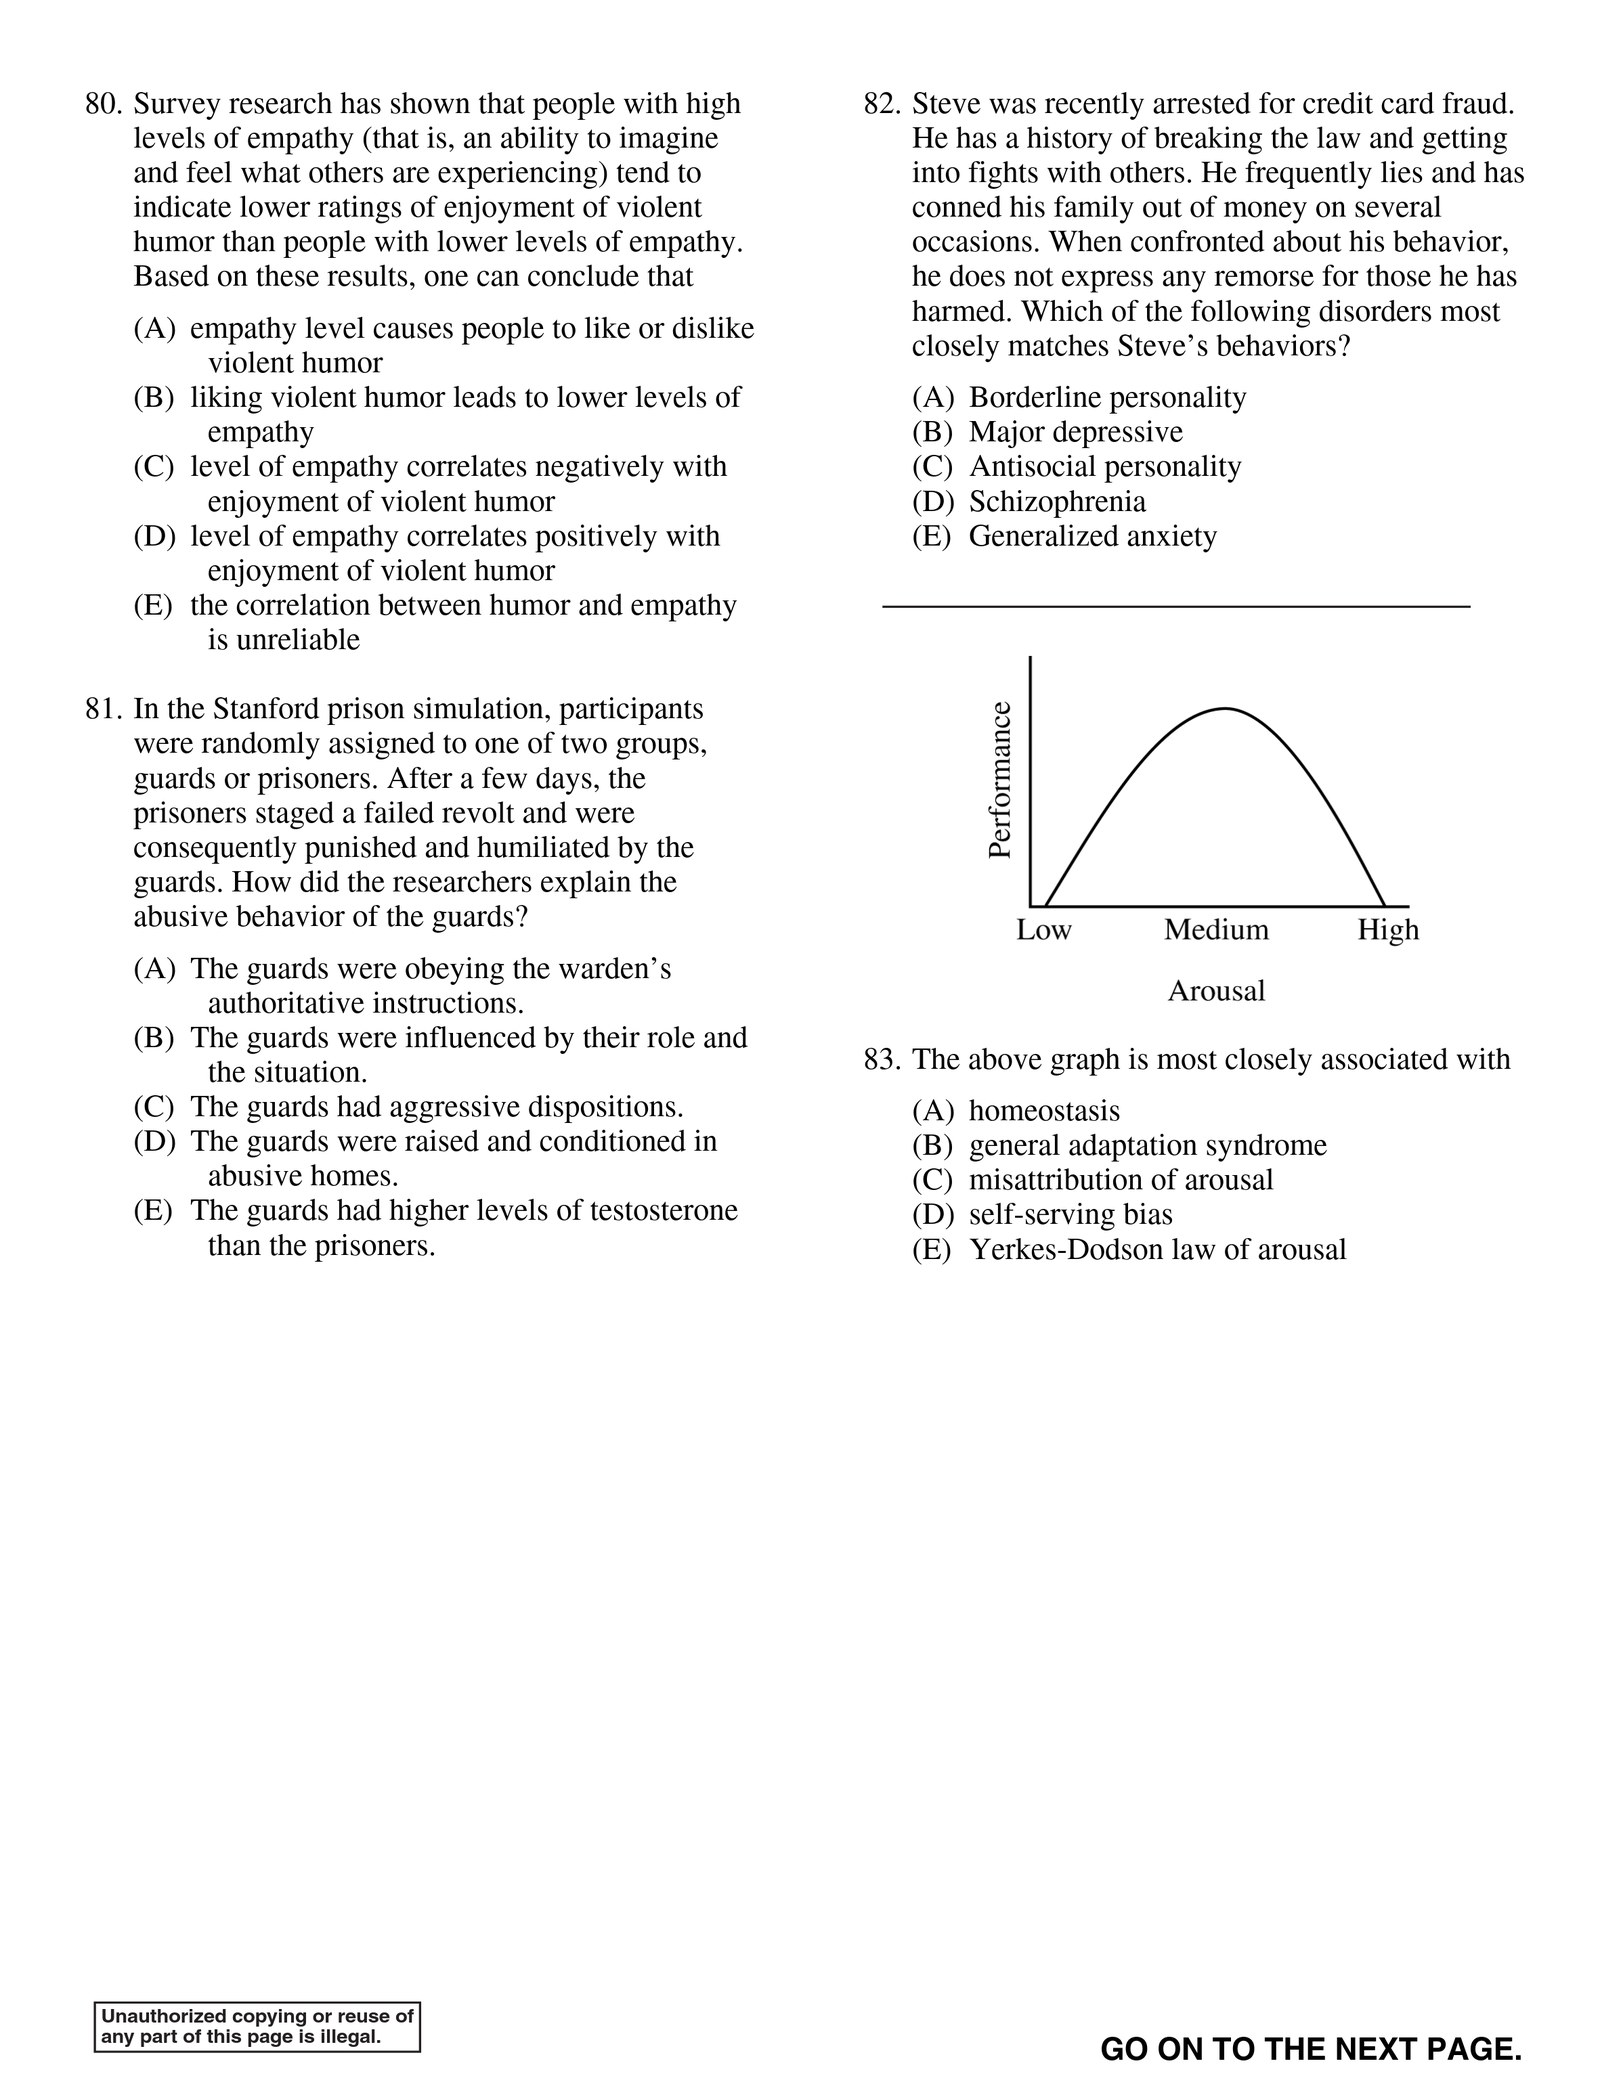 80. Survey research has shown that people with high
levels of empathy (that is, an ability to imagine
and feel what others are experiencing) tend to
indicate lower ratings of enjoyment of violent
humor than people with lower levels of empathy.
Based on these results, one can conclude that
(A) empathy level causes people to like or dislike
violent humor
(B) liking violent humor leads to lower levels of
empathy
(C) level of empathy correlates negatively with
enjoyment of violent humor
(D) level of empathy correlates positively with
enjoyment of violent humor
(E) the correlation between humor and empathy
is unreliable
81. In the Stanford prison simulation, participants
were randomly assigned to one of two groups,
guards or prisoners. After a few days, the
prisoners staged a failed revolt and were
consequently punished and humiliated by the
guards. How did the researchers explain the
abusive behavior of the guards?
(A) The guards were obeying the warden’s
authoritative instructions.
(B) The guards were influenced by their role and
the situation.
(C) The guards had aggressive dispositions.
(D) The guards were raised and conditioned in
abusive homes.
(E) The guards had higher levels of testosterone
than the prisoners.
82. Steve was recently arrested for credit card fraud.
He has a history of breaking the law and getting
into fights with others. He frequently lies and has
conned his family out of money on several
occasions. When confronted about his behavior,
he does not express any remorse for those he has
harmed. Which of the following disorders most
closely matches Steve’s behaviors?
(A) Borderline personality
(B) Major depressive
(C) Antisocial personality
(D) Schizophrenia
(E) Generalized anxiety
Performance
Low Medium High
Arousal
83. The above graph is most closely associated with
(A) homeostasis
(B) general adaptation syndrome
(C) misattribution of arousal
(D) self-serving bias
(E) Yerkes-Dodson law of arousal
Unauthorized copying or reuse of
any part of this page is illegal.
GO ON TO THE NEXT PAGE.